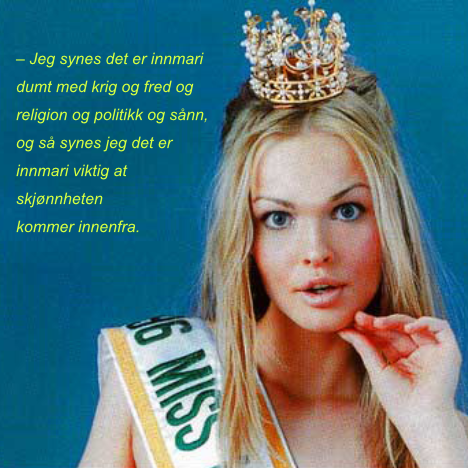 – Jeg synes det er innmari
dumt med krig og fred og
religion og politikk og sånn,
og så synes jeg det er
innmari viktig at
skjønnheten
kommer innenfra.
96 MISS